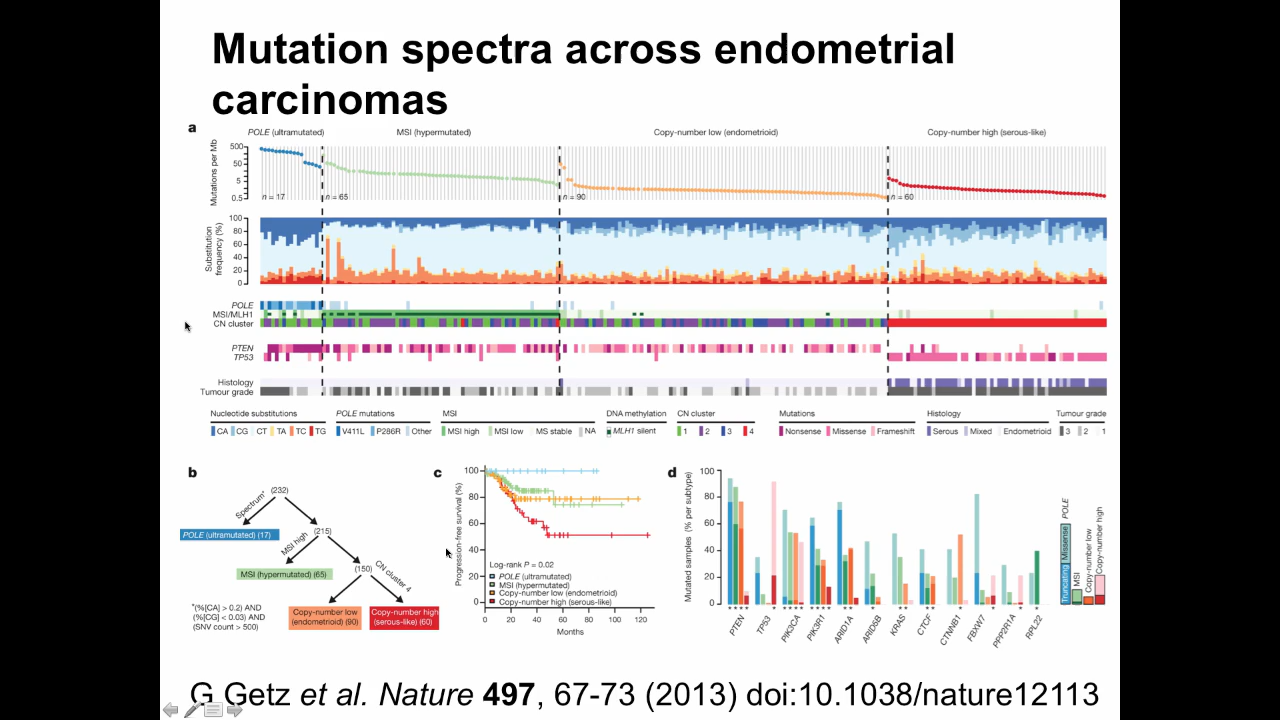 Mutation spectra across endometrial
carcinomas
a
POLE (ultramutated)
MSI (hypermutated)
Copy-number low (endometrioid)
Copy-number high (serous-like)
Mutations per Mb
500
50
5
0.5
n = 17
n = 65
n = 90
n = 60
Substitution
frequency (%)
100
80
60
40
20
0
POLE
MSI/MLH1
CN cluster
PTEN
TP53
Histology
Tumour grade
Nucleotide substitutions
CA CG CT TA TC TG
POLE mutations
V411L P286R Other
MSI
MSI high MSI low MS stable NA
DNA methylation
MLH1 silent
CN cluster
1 2 3 4
Mutations
Nonsense Missense Frameshift
Histology
Serous Mixed Endometrioid
Tumour grade
3 2 1
b
Spectrum*
(232)
POLE (ultramutated) (17)
(215)
MSI high
MSI (hypermutated) (65)
(150)
CN cluster 4
Copy-number low
(endometrioid) (90)
Copy-number high
(serous-like) (60)
*(%[CA] > 0.2) AND
(%[CG] < 0.03) AND
(SNV count > 500)
c
Progression-free survival (%)
100
80
60
40
20
0
Log-rank P = 0.02
POLE (ultramutated)
MSI (hypermutated)
Copy-number low (endometrioid)
Copy-number high (serous-like)
0 20 40 60 80 100 120
Months
d
Mutated samples (% per subtype)
100
80
60
40
20
0
PTEN
TP53
PIK3CA
PIK3R1
ARID1A
ARID5B
KRAS
CTCF
CTNNB1
FBXW7
PPP2R1A
RPL22
Truncating
Missense
POLE
MSI
Copy-number low
Copy-number high
G Getz et al. Nature 497, 67-73 (2013) doi:10.1038/nature12113